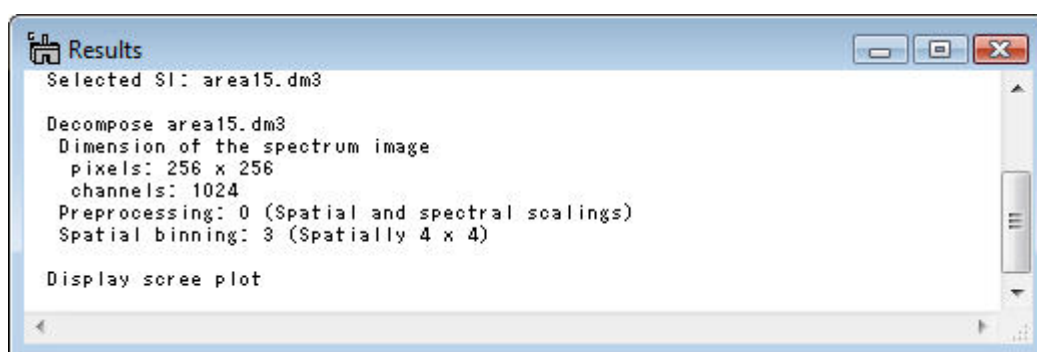 Results
Selected SI: area15.dm3
Decompose area15.dm3
Dimension of the spectrum image
pixels: 256 x 256
channels: 1024
Preprocessing: 0 (Spatial and spectral scalings)
Spatial binning: 3 (Spatially 4 x 4)
Display scree plot